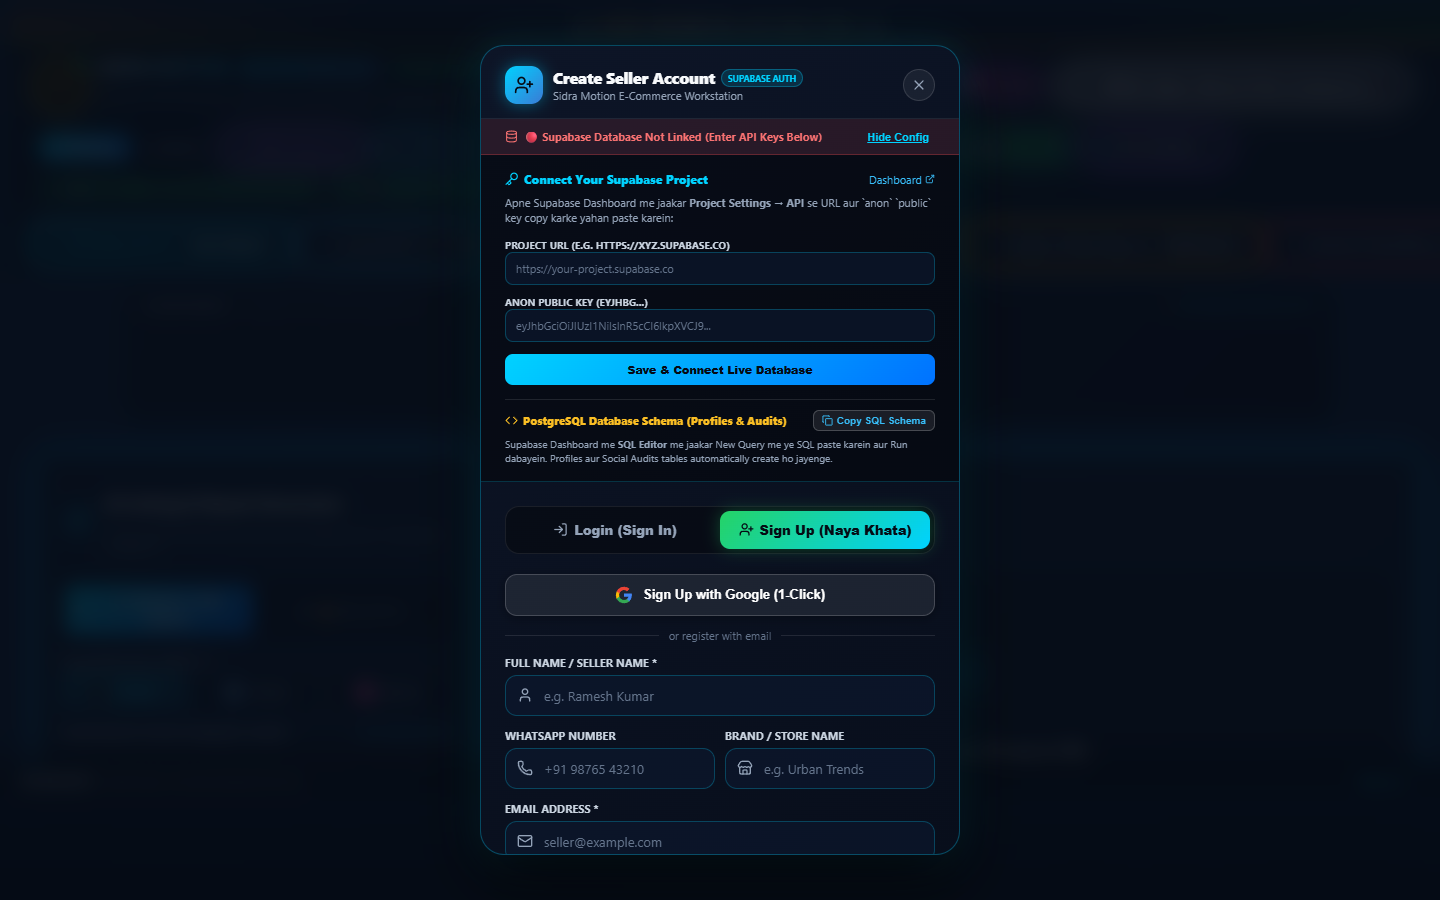 Create Seller Account SUPABASE AUTH
Sidra Motion E-Commerce Workstation
Supabase Database Not Linked (Enter API Keys Below) Hide Config
Connect Your Supabase Project Dashboard
Apne Supabase Dashboard me jaakar Project Settings → API se URL aur `anon` `public`
key copy karke yahan paste karein:
PROJECT URL (E.G. HTTPS://XYZ.SUPABASE.CO)
https://your-project.supabase.co
ANON PUBLIC KEY (EYJHBG...)
eyJhbGciOiJIUzI1NiIsInR5cCI6IkpXVCJ9...
Save & Connect Live Database
PostgreSQL Database Schema (Profiles & Audits) Copy SQL Schema
Supabase Dashboard me SQL Editor me jaakar New Query me ye SQL paste karein aur Run
dabayein. Profiles aur Social Audits tables automatically create ho jayenge.
Login (Sign In) Sign Up (Naya Khata)
Sign Up with Google (1-Click)
or register with email
FULL NAME / SELLER NAME *
e.g. Ramesh Kumar
WHATSAPP NUMBER BRAND / STORE NAME
+91 98765 43210 e.g. Urban Trends
EMAIL ADDRESS *
seller@example.com